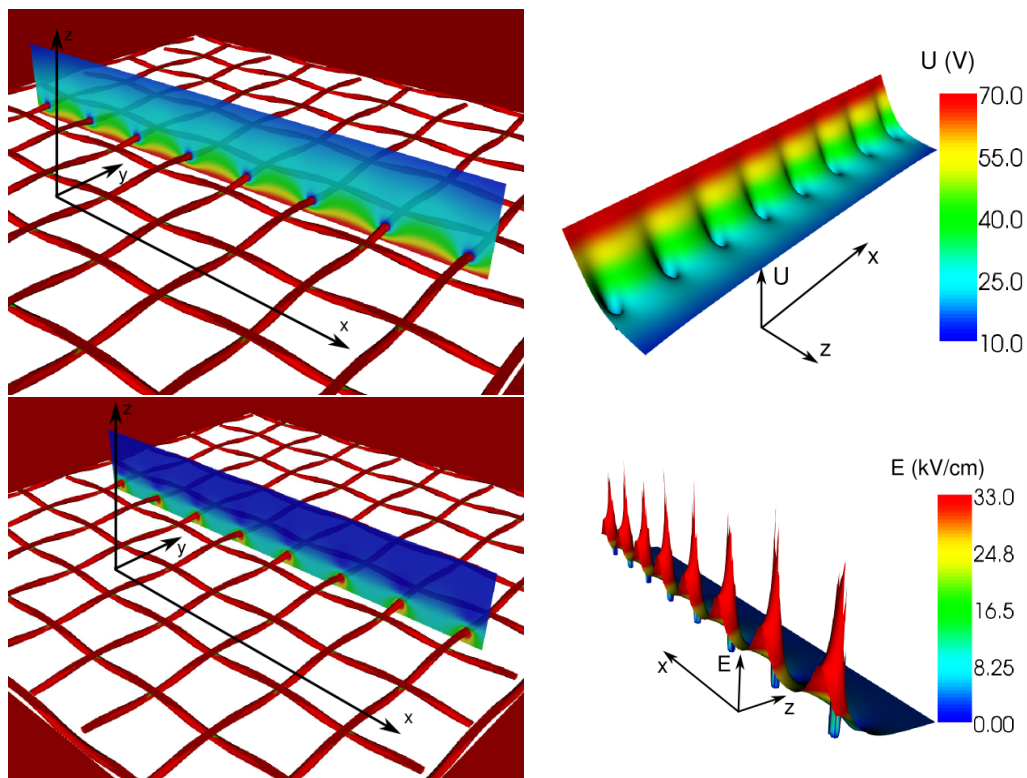 z
y
x
U (V)
70.0
55.0
40.0
25.0
10.0
x
U
z
z
y
x
E (kV/cm)
33.0
24.8
16.5
8.25
0.00
x
E
z